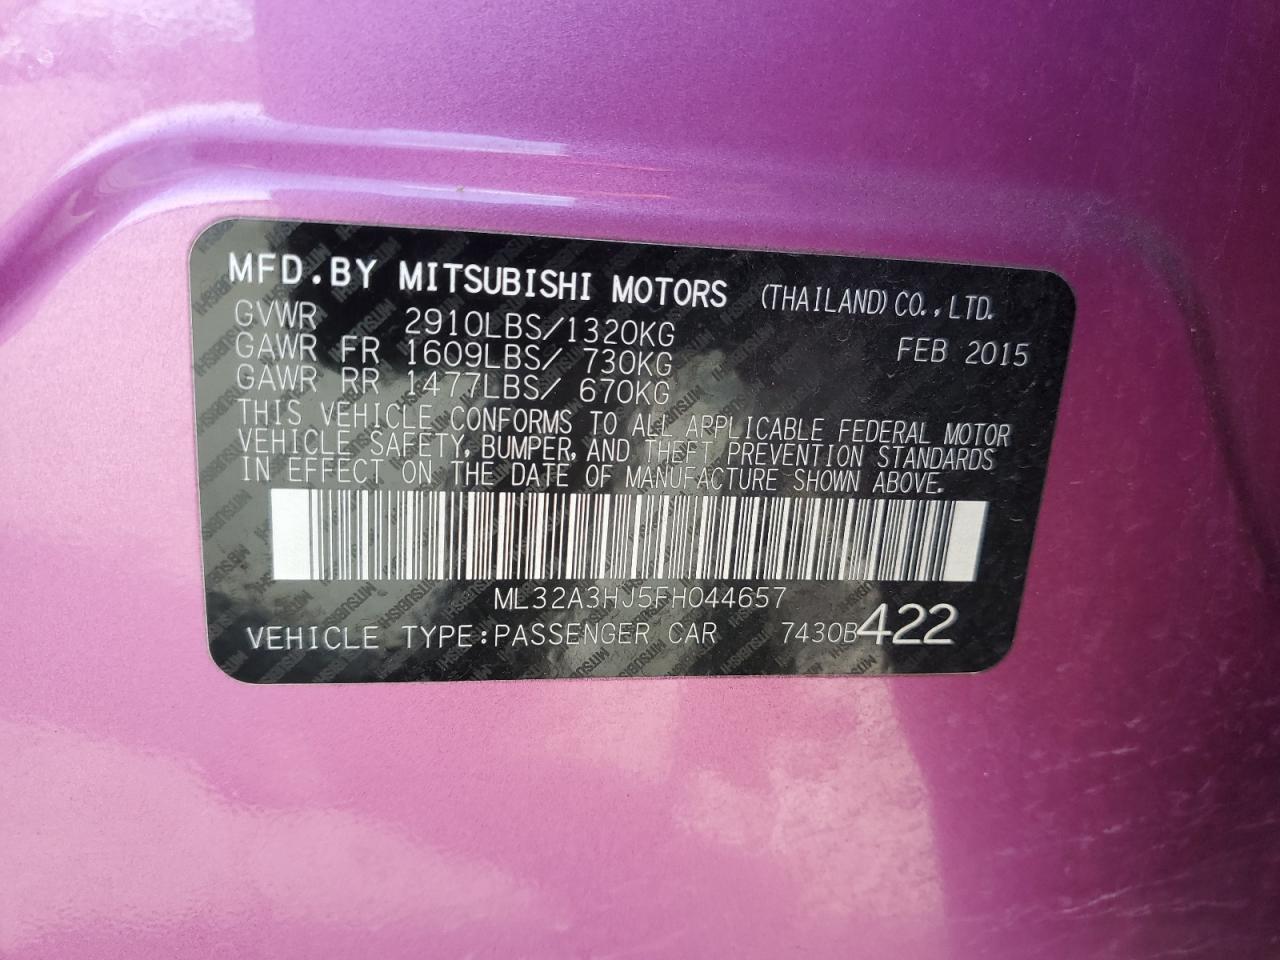 MFD.BY MITSUBISHI MOTORS (THAILAND)CO.,LTD.
GVWR 2910LBS/1320KG
FEB 2015
GAWR FR 1609LBS/ 730KG
GAWR RR 1477LBS/ 670KG
THIS VEHICLE CONFORMS TO ALL APPLICABLE FEDERAL MOTOR
VEHICLE SAFETY, BUMPER, AND THEFT PREVENTION STANDARDS
IN EFFECT ON THE DATE OF MANUFACTURE SHOWN ABOVE.
ML32A3HJ5FH044657
VEHICLE TYPE:PASSENGER CAR 7430B422